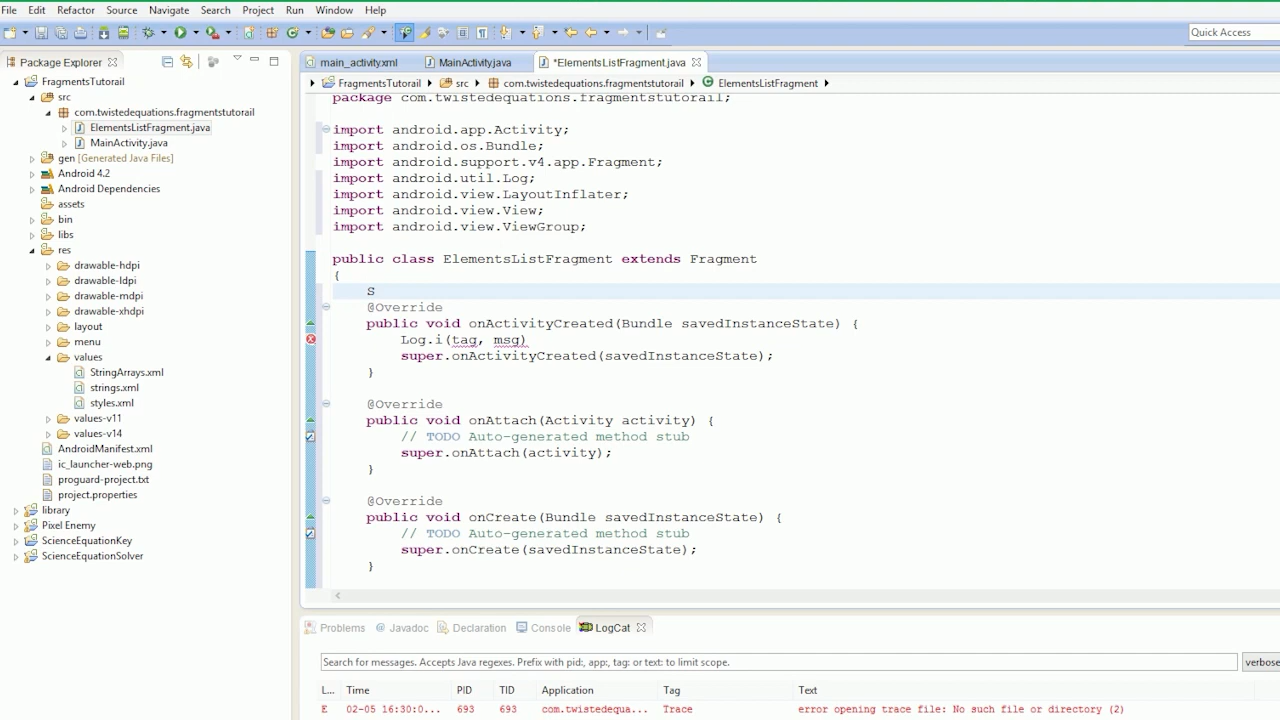 File Edit Refactor Source Navigate Search Project Run Window Help
Quick Access
Package Explorer
main_activity.xml MainActivity.java *ElementsListFragment.java
FragmentsTutorail src com.twistedequations.fragmentstutorail ElementsListFragment
FragmentsTutorail
src
com.twistedequations.fragmentstutorail
ElementsListFragment.java
MainActivity.java
gen [Generated Java Files]
Android 4.2
Android Dependencies
assets
bin
libs
res
drawable-hdpi
drawable-ldpi
drawable-mdpi
drawable-xhdpi
layout
menu
values
StringArrays.xml
strings.xml
styles.xml
values-v11
values-v14
AndroidManifest.xml
ic_launcher-web.png
proguard-project.txt
project.properties
library
Pixel Enemy
ScienceEquationKey
ScienceEquationSolver
package com.twistedequations.fragmentstutorail;
import android.app.Activity;
import android.os.Bundle;
import android.support.v4.app.Fragment;
import android.util.Log;
import android.view.LayoutInflater;
import android.view.View;
import android.view.ViewGroup;
public class ElementsListFragment extends Fragment
{
S
@Override
public void onActivityCreated(Bundle savedInstanceState) {
Log.i(tag, msg)
super.onActivityCreated(savedInstanceState);
}
@Override
public void onAttach(Activity activity) {
// TODO Auto-generated method stub
super.onAttach(activity);
}
@Override
public void onCreate(Bundle savedInstanceState) {
// TODO Auto-generated method stub
super.onCreate(savedInstanceState);
}
Problems Javadoc Declaration Console LogCat
Search for messages. Accepts Java regexes. Prefix with pid:, app:, tag: or text: to limit scope.
verbose
L... Time PID TID Application Tag Text
E 02-05 16:30:0... 693 693 com.twistedequa... Trace error opening trace file: No such file or directory (2)